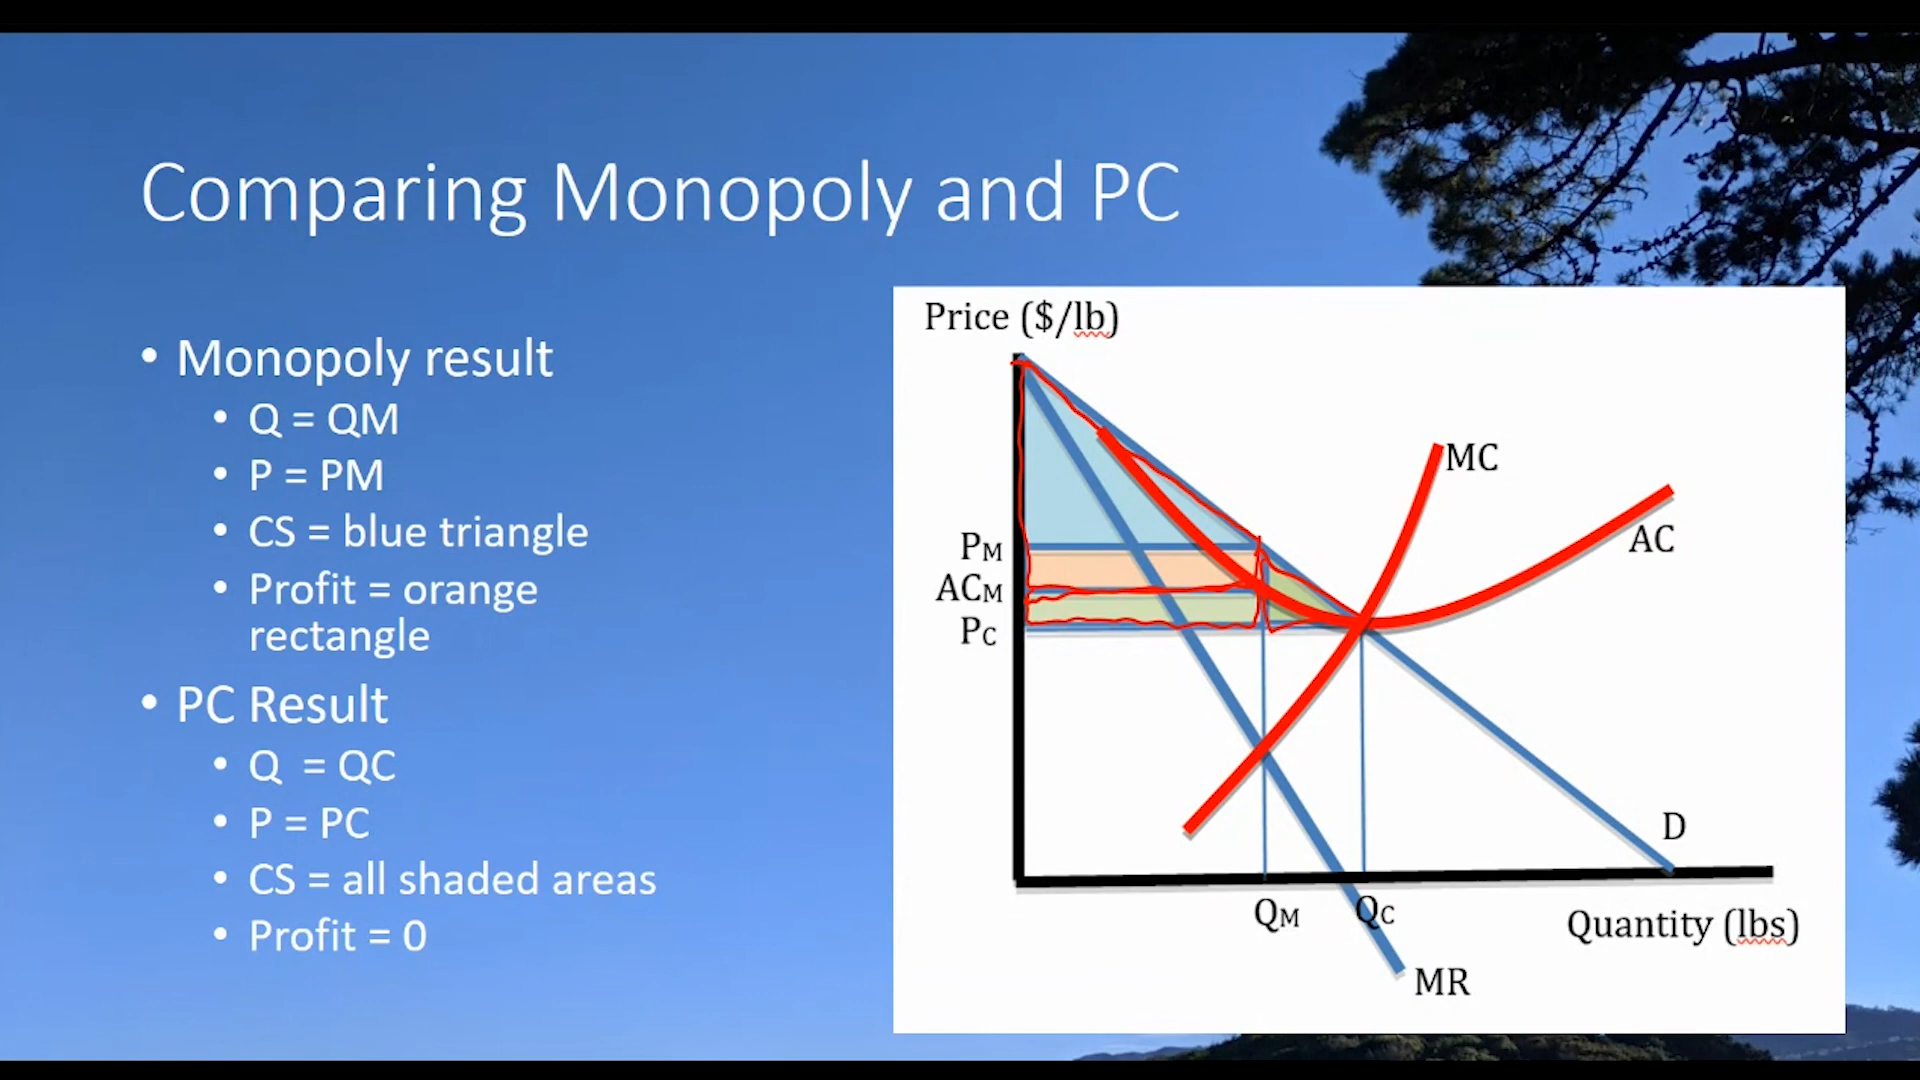 Comparing Monopoly and PC
• Monopoly result
• Q = QM
• P = PM
• CS = blue triangle
• Profit = orange
rectangle
• PC Result
• Q = QC
• P = PC
• CS = all shaded areas
• Profit = 0
Price ($/lb)
MC
AC
PM
ACM
PC
D
QM
QC
Quantity (lbs)
MR